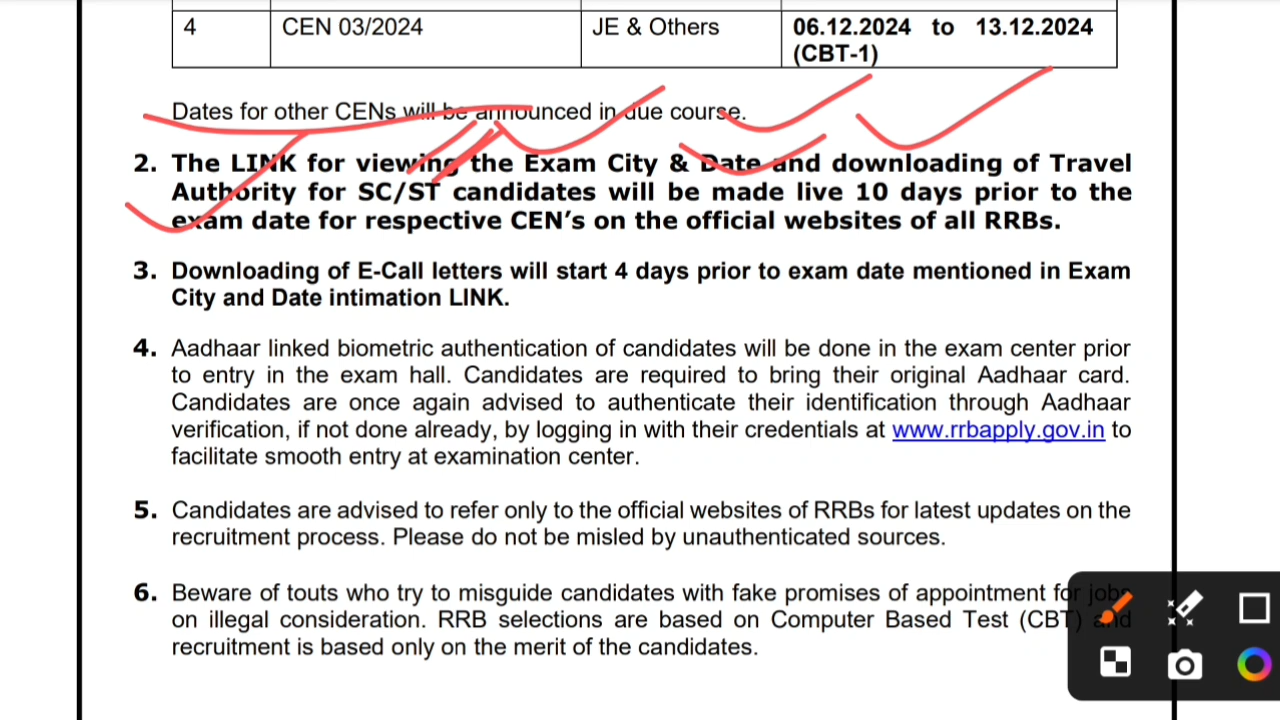 4 CEN 03/2024 JE & Others 06.12.2024 to 13.12.2024
(CBT-1)
Dates for other CENs will be announced in due course.
2. The LINK for viewing the Exam City & Date and downloading of Travel
Authority for SC/ST candidates will be made live 10 days prior to the
exam date for respective CEN’s on the official websites of all RRBs.
3. Downloading of E-Call letters will start 4 days prior to exam date mentioned in Exam
City and Date intimation LINK.
4. Aadhaar linked biometric authentication of candidates will be done in the exam center prior
to entry in the exam hall. Candidates are required to bring their original Aadhaar card.
Candidates are once again advised to authenticate their identification through Aadhaar
verification, if not done already, by logging in with their credentials at www.rrbapply.gov.in to
facilitate smooth entry at examination center.
5. Candidates are advised to refer only to the official websites of RRBs for latest updates on the
recruitment process. Please do not be misled by unauthenticated sources.
6. Beware of touts who try to misguide candidates with fake promises of appointment for jobs
on illegal consideration. RRB selections are based on Computer Based Test (CBT) and
recruitment is based only on the merit of the candidates.